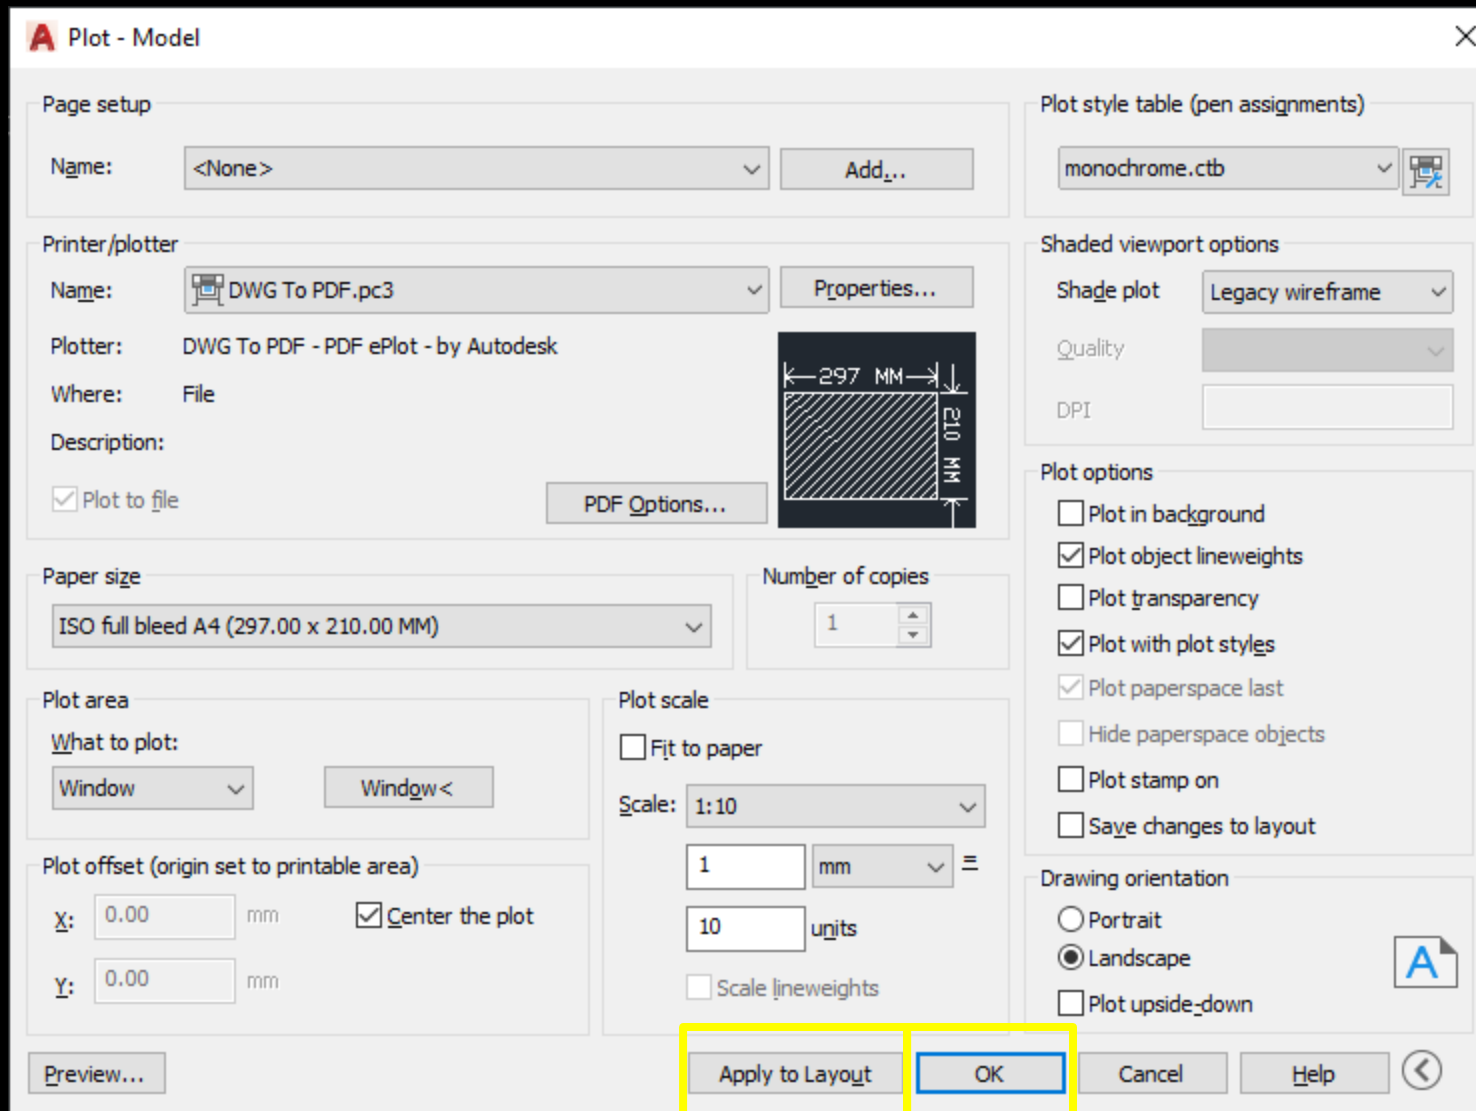 Plot - Model
Page setup
Name:
<None>
Add...
Plot style table (pen assignments)
monochrome.ctb
Printer/plotter
Name:
DWG To PDF.pc3
Properties...
Plotter:
DWG To PDF - PDF ePlot - by Autodesk
Where:
File
Description:
Plot to file
PDF Options...
297 MM
210 MM
Shaded viewport options
Shade plot
Legacy wireframe
Quality
DPI
Paper size
ISO full bleed A4 (297.00 x 210.00 MM)
Number of copies
1
Plot options
Plot in background
Plot object lineweights
Plot transparency
Plot with plot styles
Plot paperspace last
Hide paperspace objects
Plot stamp on
Save changes to layout
Plot area
What to plot:
Window
Window<
Plot scale
Fit to paper
Scale:
1:10
1
mm
=
10
units
Scale lineweights
Plot offset (origin set to printable area)
X:
0.00
mm
Center the plot
Y:
0.00
mm
Drawing orientation
Portrait
Landscape
Plot upside-down
A
Preview...
Apply to Layout
OK
Cancel
Help